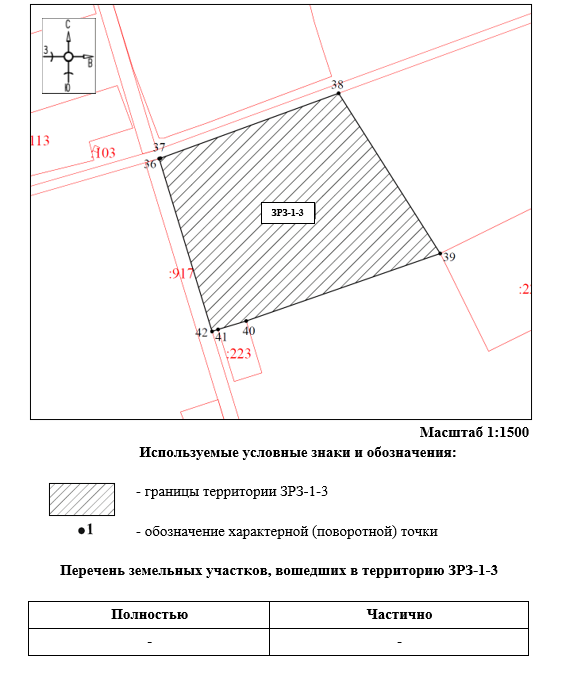 С
З
В
Ю
38
113
:103
37
36
ЗРЗ-1-3
39
:917
:2
42
41
40
:223
Масштаб 1:1500
Используемые условные знаки и обозначения:
- границы территории ЗРЗ-1-3
●1
- обозначение характерной (поворотной) точки
Перечень земельных участков, вошедших в территорию ЗРЗ-1-3
Полностью
Частично
-
-